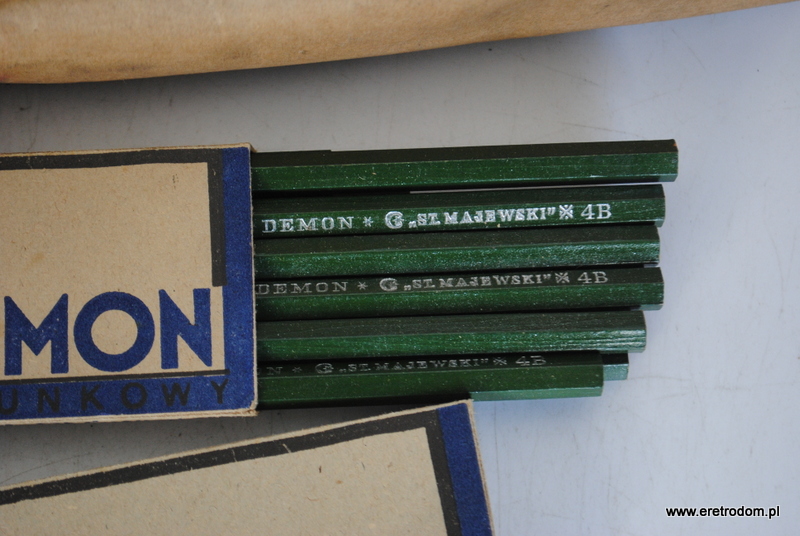 DEMON * „ST. MAJEWSKI" 4B
DEMON * „ST. MAJEWSKI" 4B
N * „ST. MAJEWSKI" * 4B
MON
UNKOWY
www.eretrodom.pl